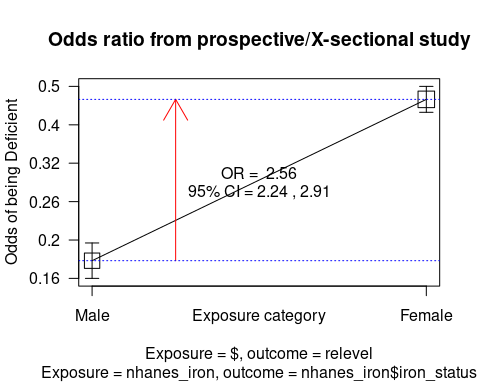 Odds ratio from prospective/X-sectional study
Odds of being Deficient
0.5
0.4
0.32
0.26
0.2
0.16
OR = 2.56
95% CI = 2.24 , 2.91
Male
Exposure category
Female
Exposure = $, outcome = relevel
Exposure = nhanes_iron, outcome = nhanes_iron$iron_status